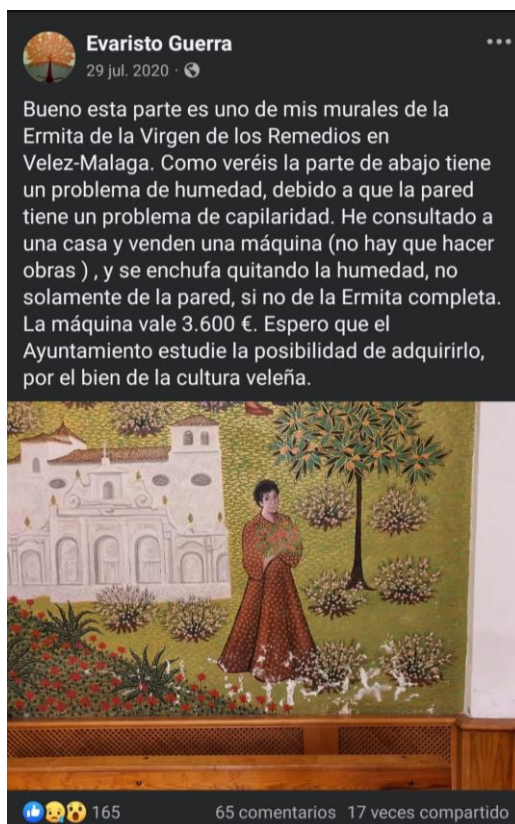 Evaristo Guerra
29 jul. 2020 ·
Bueno esta parte es uno de mis murales de la
Ermita de la Virgen de los Remedios en
Velez-Malaga. Como veréis la parte de abajo tiene
un problema de humedad, debido a que la pared
tiene un problema de capilaridad. He consultado a
una casa y venden una máquina (no hay que hacer
obras ) , y se enchufa quitando la humedad, no
solamente de la pared, si no de la Ermita completa.
La máquina vale 3.600 €. Espero que el
Ayuntamiento estudie la posibilidad de adquirirlo,
por el bien de la cultura veleña.
165
65 comentarios 17 veces compartido